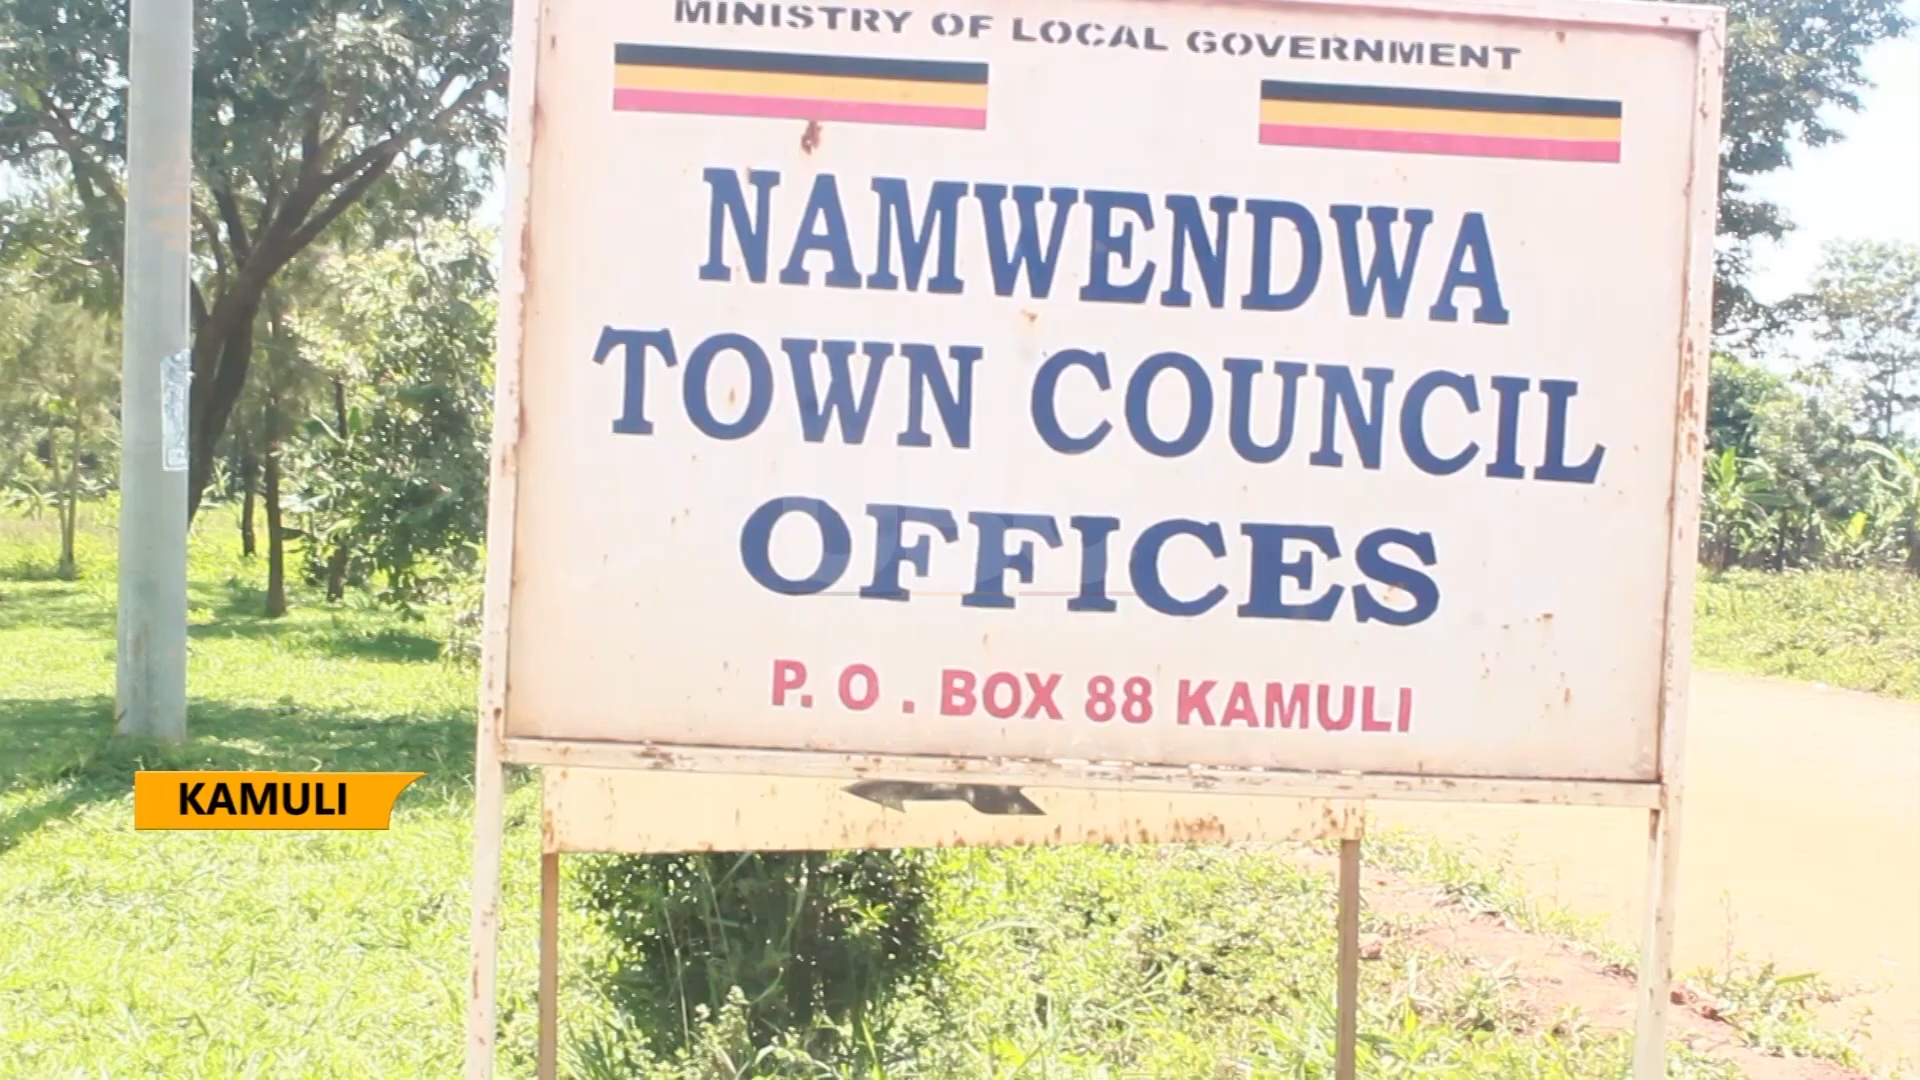 MINISTRY OF LOCAL GOVERNMENT
NAMWENDWA
TOWN COUNCIL
OFFICES
P. O . BOX 88 KAMULI
KAMULI